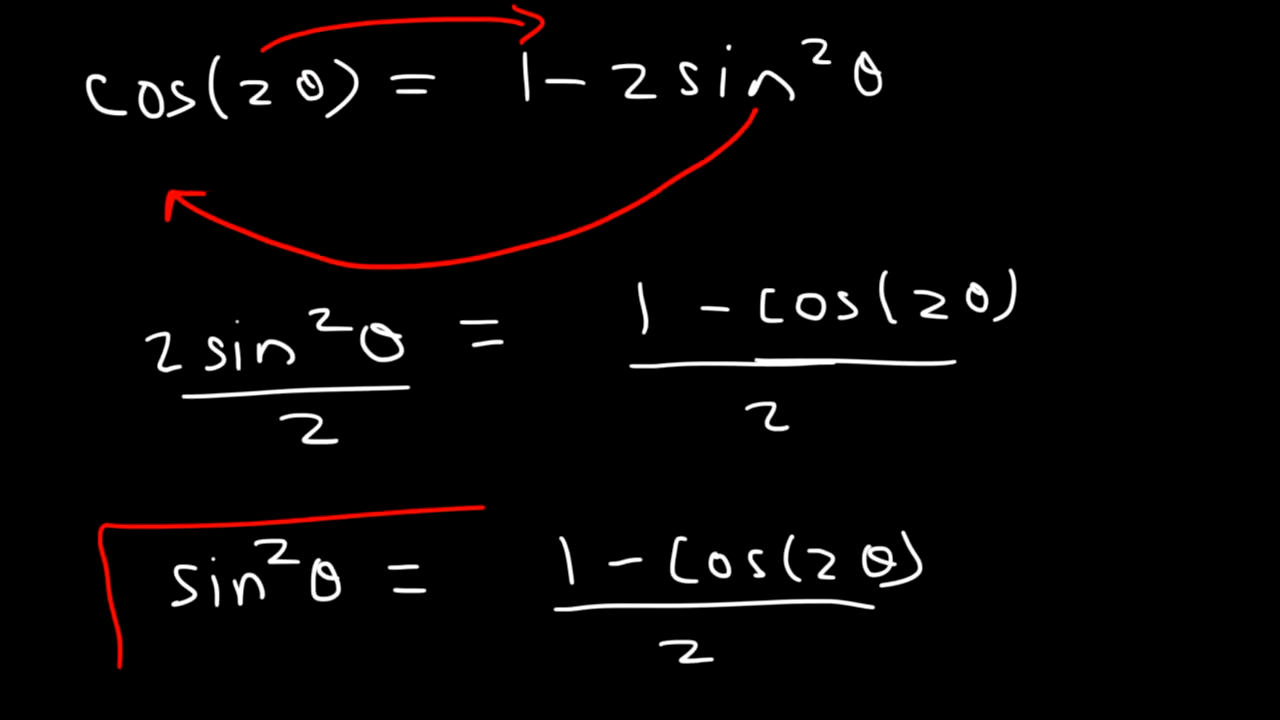 cos(2θ) = 1 - 2sin²θ
2sin²θ/2 = 1 - cos(2θ)/2
sin²θ = 1 - cos(2θ)/2